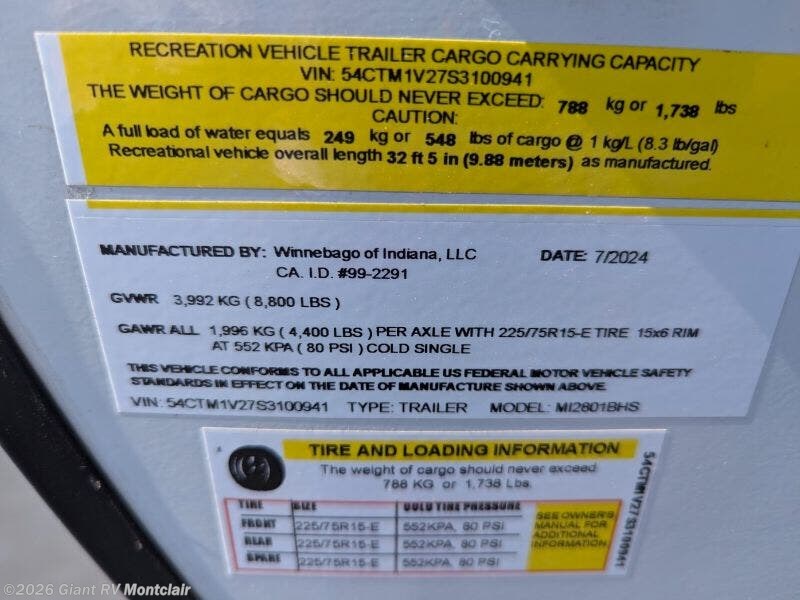 RECREATION VEHICLE TRAILER CARGO CARRYING CAPACITY
VIN: 54CTM1V27S3100941
THE WEIGHT OF CARGO SHOULD NEVER EXCEED: 788 kg or 1,738 lbs
CAUTION:
A full load of water equals 249 kg or 548 lbs of cargo @ 1 kg/L (8.3 lb/gal)
Recreational vehicle overall length 32 ft 5 in (9.88 meters) as manufactured.
MANUFACTURED BY: Winnebago of Indiana, LLC DATE: 7/2024
CA. I.D. #99-2291
GVWR 3,992 KG ( 8,800 LBS )
GAWR ALL 1,996 KG ( 4,400 LBS ) PER AXLE WITH 225/75R15-E TIRE 15x6 RIM
AT 552 KPA ( 80 PSI ) COLD SINGLE
THIS VEHICLE CONFORMS TO ALL APPLICABLE US FEDERAL MOTOR VEHICLE SAFETY
STANDARDS IN EFFECT ON THE DATE OF MANUFACTURE SHOWN ABOVE.
VIN: 54CTM1V27S3100941 TYPE: TRAILER MODEL: MI2801BHS
TIRE AND LOADING INFORMATION
The weight of cargo should never exceed
788 KG or 1,738 Lbs.
TIRE SIZE COLD TIRE PRESSURE
FRONT 225/75R15-E 552KPA, 80 PSI
REAR 225/75R15-E 552KPA, 80 PSI
SPARE 225/75R15-E 552KPA, 80 PSI
SEE OWNER'S
MANUAL FOR
ADDITIONAL
INFORMATION
54CTM1V27S3100941
©2026 Giant RV Montclair